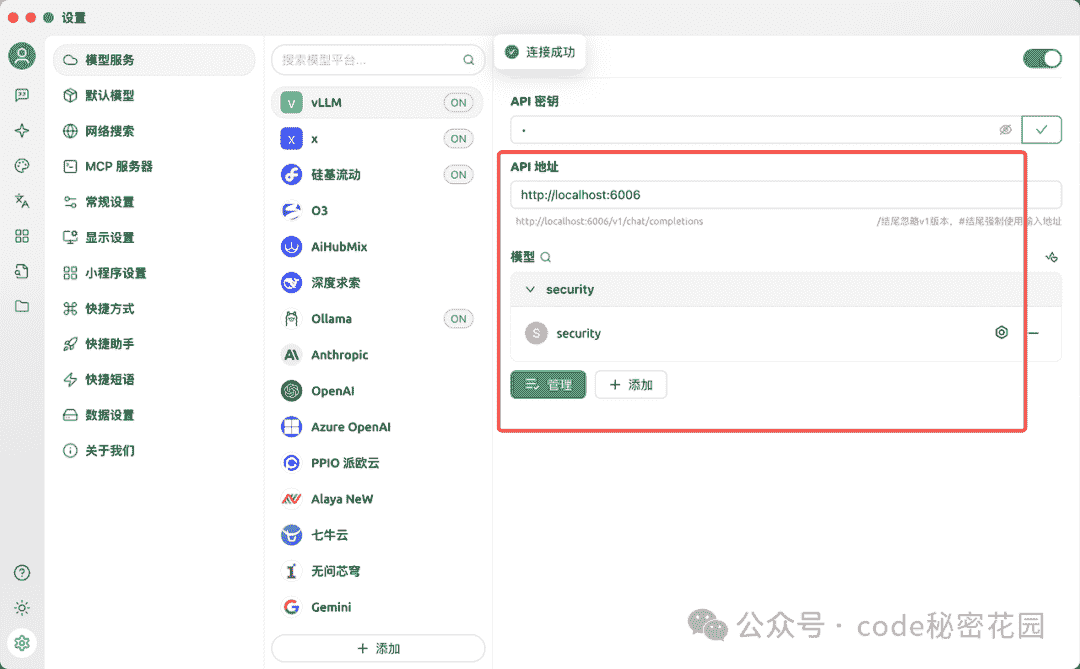 设置
模型服务
默认模型
网络搜索
MCP 服务器
常规设置
显示设置
小程序设置
快捷方式
快捷助手
快捷短语
数据设置
关于我们
搜索模型平台...
V vLLM ON
X x ON
硅基流动 ON
O3
AiHubMix
深度求索
Ollama ON
Anthropic
OpenAI
Azure OpenAI
PPIO 派欧云
Alaya NeW
七牛云
无问芯穹
Gemini
+ 添加
连接成功
API 密钥
API 地址
http://localhost:6006
http://localhost:6006/v1/chat/completions /结尾忽略v1版本，#结尾强制使用输入地址
模型
security
S security
管理 + 添加
公众号 · code秘密花园